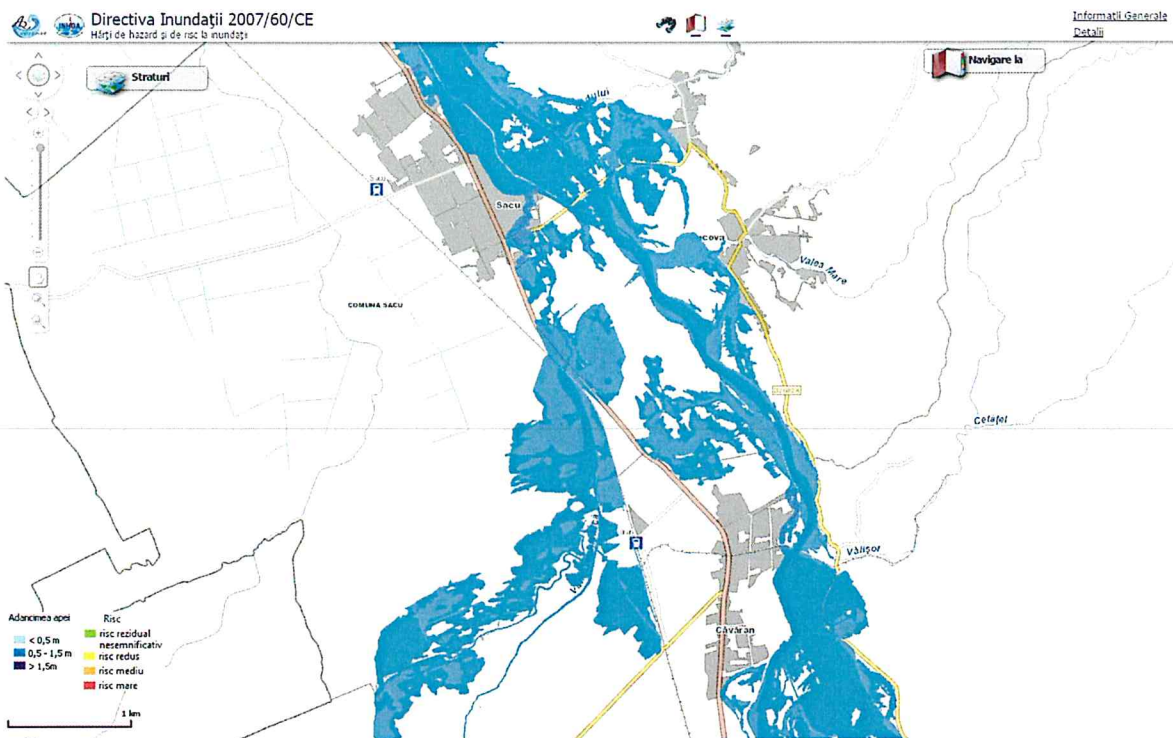 Directiva Inundații 2007/60/CE
Hărți de hazard și de risc la inundații
Informatii Generale
Detalii
Straturi
Navigare la
Sacu
Valea Mare
COMUNA SACU
Cetățel
Vălișor
Căvăran
Adancimea apei
< 0,5 m
0,5 - 1,5 m
> 1,5m
Risc
risc rezidual
nesemnificativ
risc redus
risc mediu
risc mare
1 km